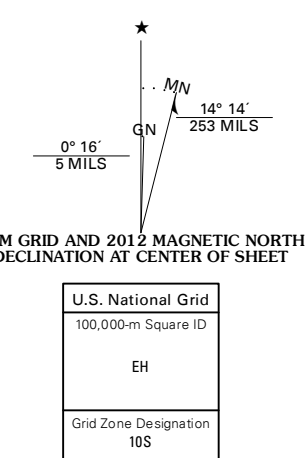 ★
MN
GN
14° 14´
253 MILS
0° 16´
5 MILS
M GRID AND 2012 MAGNETIC NORTH
DECLINATION AT CENTER OF SHEET
U.S. National Grid
100,000-m Square ID
EH
Grid Zone Designation
10S